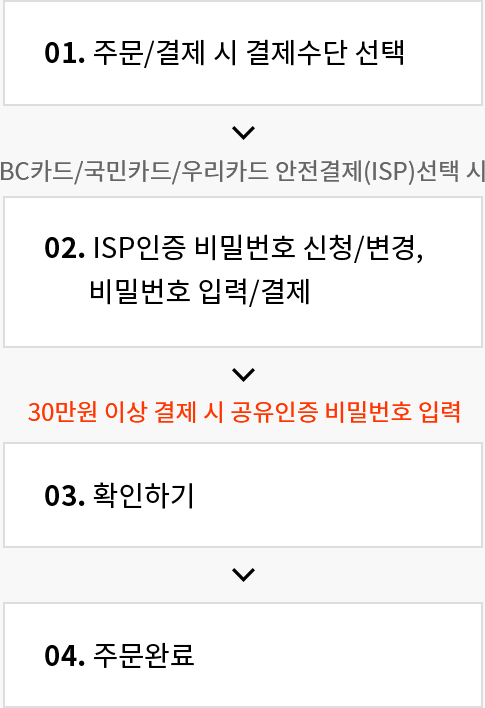 01. 주문/결제 시 결제수단 선택
BC카드/국민카드/우리카드 안전결제(ISP)선택 시
02. ISP인증 비밀번호 신청/변경,
비밀번호 입력/결제
30만원 이상 결제 시 공유인증 비밀번호 입력
03. 확인하기
04. 주문완료